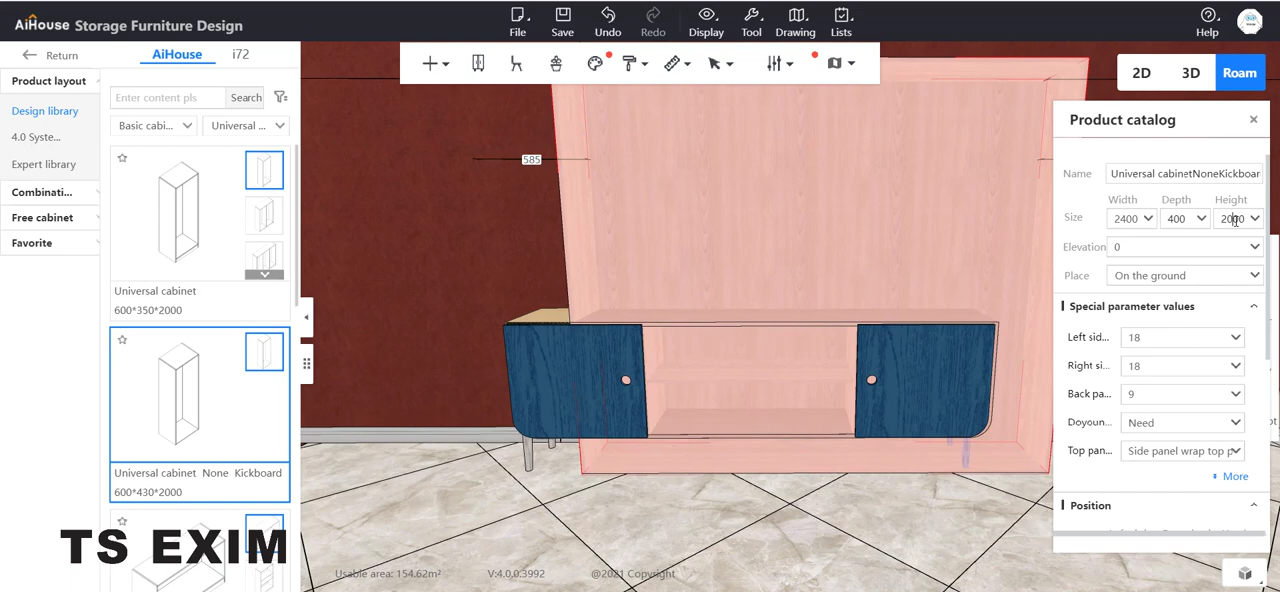 AiHouse Storage Furniture Design
File
Save
Undo
Redo
Display
Tool
Drawing
Lists
Help
Return
AiHouse
i72
Product layout
Design library
4.0 Syste...
Expert library
Combinati...
Free cabinet
Favorite
Enter content pls
Search
Basic cabi...
Universal ...
Universal cabinet
600*350*2000
Universal cabinet None Kickboard
600*430*2000
585
2D
3D
Roam
Product catalog
Name
Universal cabinetNoneKickboar
Width
Depth
Height
Size
2400
400
2000
Elevation
0
Place
On the ground
Special parameter values
Left sid...
18
Right si...
18
Back pa...
9
Doyoun...
Need
Top pan...
Side panel wrap top p
More
Position
TS EXIM
Usable area: 154.62m²
V:4.0.0.3992
@2021 Copyright